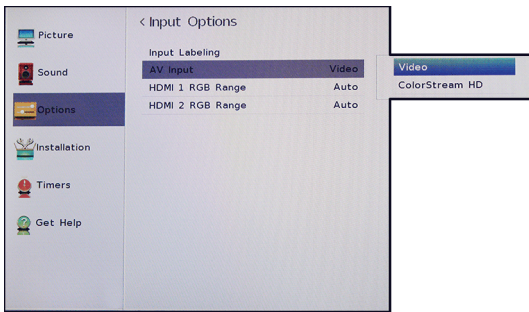 Picture
Sound
Options
Installation
Timers
Get Help
< Input Options
Input Labeling
AV Input Video
HDMI 1 RGB Range Auto
HDMI 2 RGB Range Auto
Video
ColorStream HD